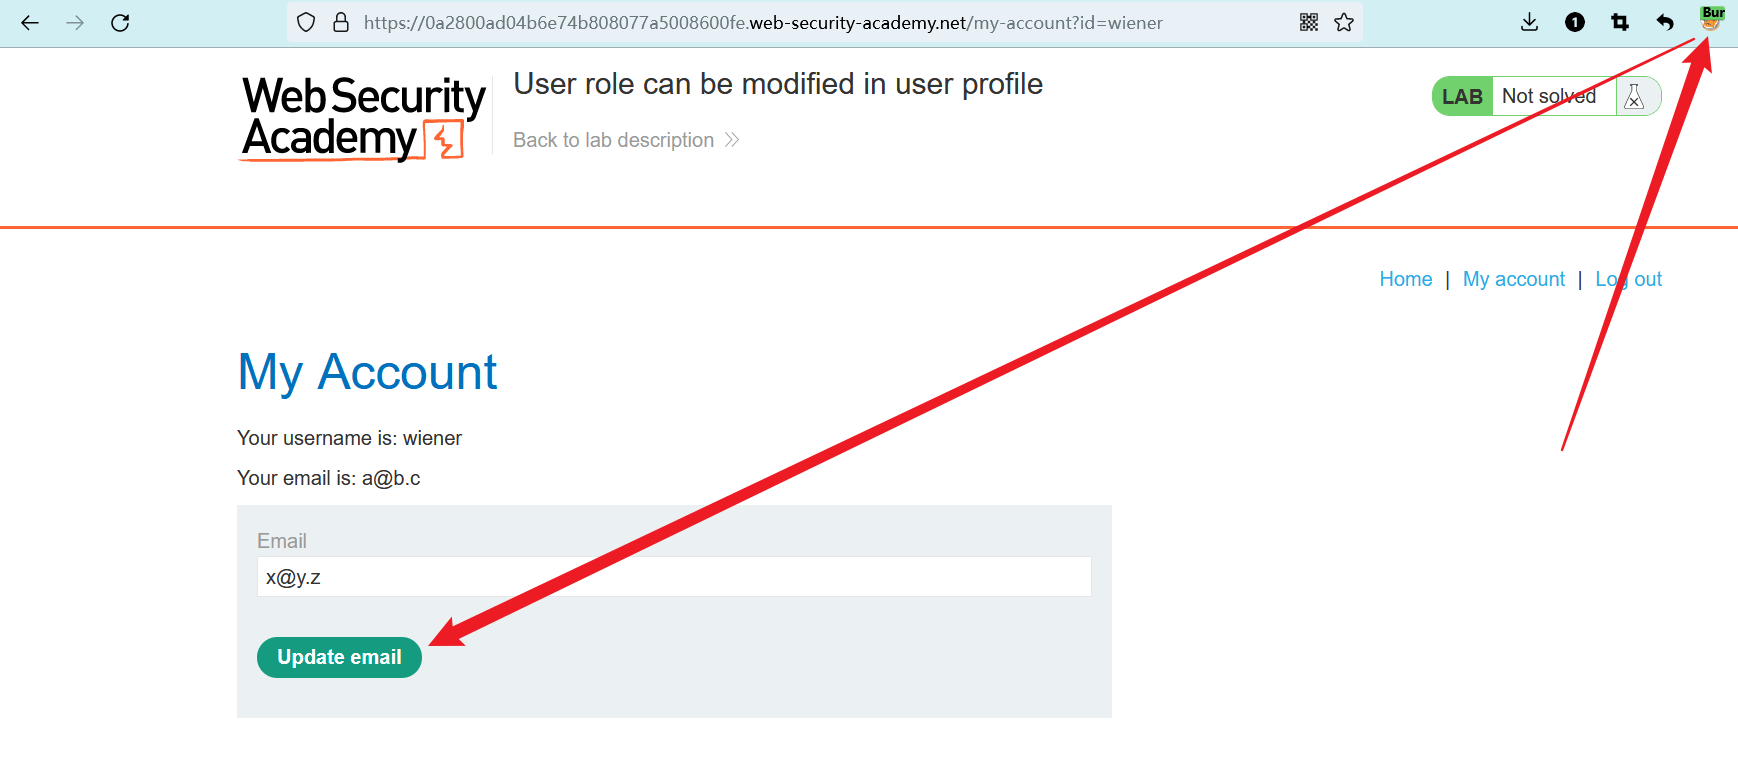 https://0a2800ad04b6e74b808077a5008600fe.web-security-academy.net/my-account?id=wiener
1
Bur
WebSecurity
Academy
User role can be modified in user profile
Back to lab description
LAB
Not solved
Home | My account | Log out
My Account
Your username is: wiener
Your email is: a@b.c
Email
x@y.z
Update email